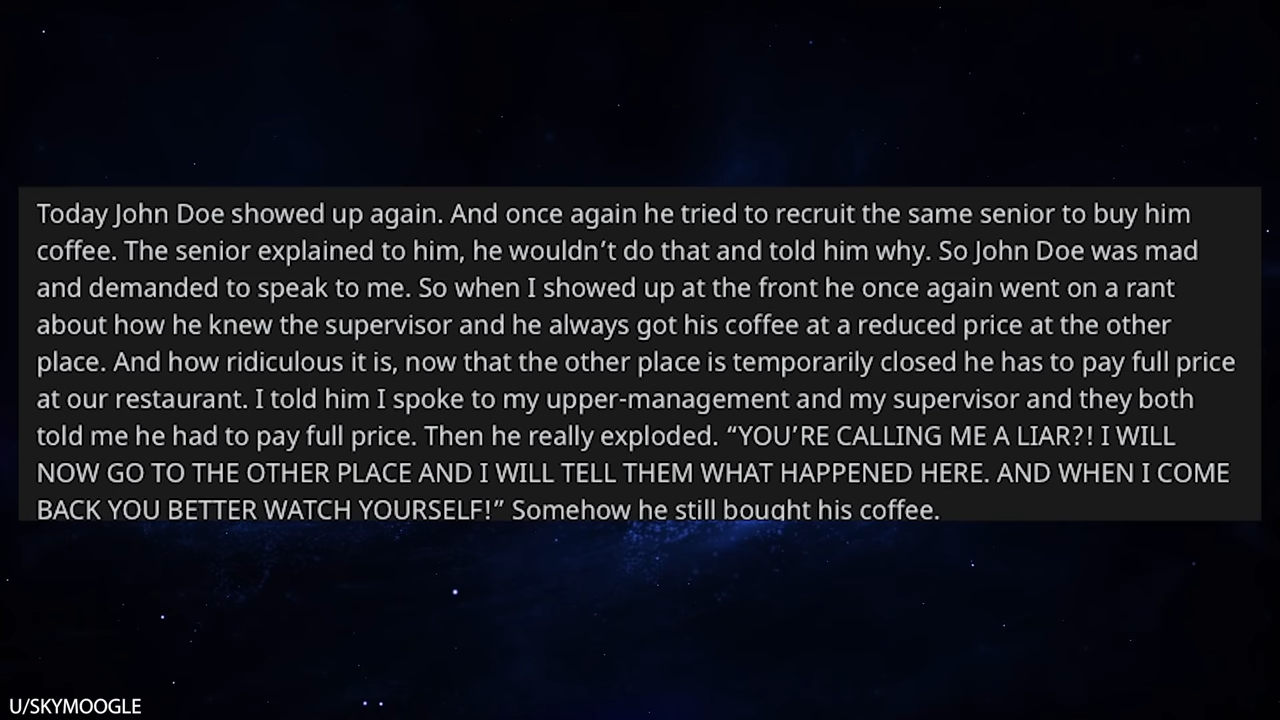 Today John Doe showed up again. And once again he tried to recruit the same senior to buy him
coffee. The senior explained to him, he wouldn’t do that and told him why. So John Doe was mad
and demanded to speak to me. So when I showed up at the front he once again went on a rant
about how he knew the supervisor and he always got his coffee at a reduced price at the other
place. And how ridiculous it is, now that the other place is temporarily closed he has to pay full price
at our restaurant. I told him I spoke to my upper-management and my supervisor and they both
told me he had to pay full price. Then he really exploded. “YOU’RE CALLING ME A LIAR?! I WILL
NOW GO TO THE OTHER PLACE AND I WILL TELL THEM WHAT HAPPENED HERE. AND WHEN I COME
BACK YOU BETTER WATCH YOURSELF!” Somehow he still bought his coffee.
U/SKYMOOGLE